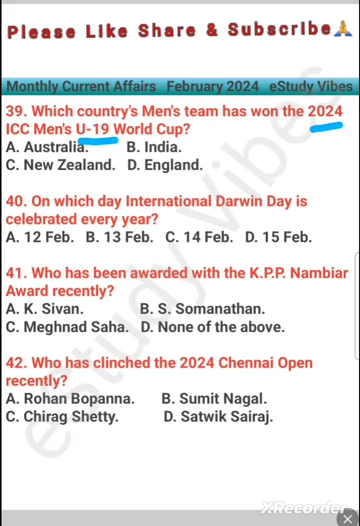 Please Like Share & Subscribe🙏
Monthly Current Affairs February 2024 eStudy Vibes
39. Which country's Men's team has won the 2024
ICC Men's U-19 World Cup?
A. Australia. B. India.
C. New Zealand. D. England.
40. On which day International Darwin Day is
celebrated every year?
A. 12 Feb. B. 13 Feb. C. 14 Feb. D. 15 Feb.
41. Who has been awarded with the K.P.P. Nambiar
Award recently?
A. K. Sivan. B. S. Somanathan.
C. Meghnad Saha. D. None of the above.
42. Who has clinched the 2024 Chennai Open
recently?
A. Rohan Bopanna. B. Sumit Nagal.
C. Chirag Shetty. D. Satwik Sairaj.
eStudy Vibes
XRecorder